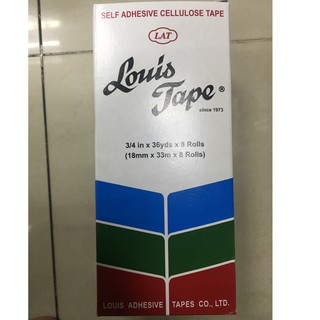 SELF ADHESIVE CELLULOSE TAPE
LAT
Louis
Tape ®
since 1973
3/4 in x 36yds x 8 Rolls
(18mm x 33m x 8 Rolls)
LOUIS ADHESIVE TAPES CO., LTD.